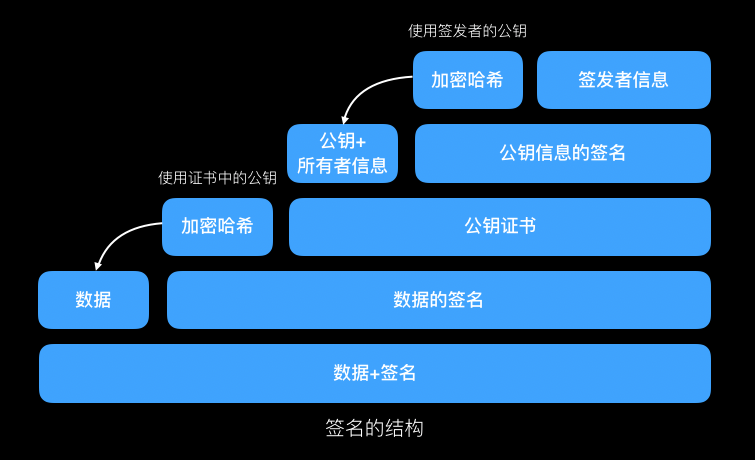 使用签发者的公钥
加密哈希
签发者信息
公钥+
所有者信息
公钥信息的签名
使用证书中的公钥
加密哈希
公钥证书
数据
数据的签名
数据+签名
签名的结构